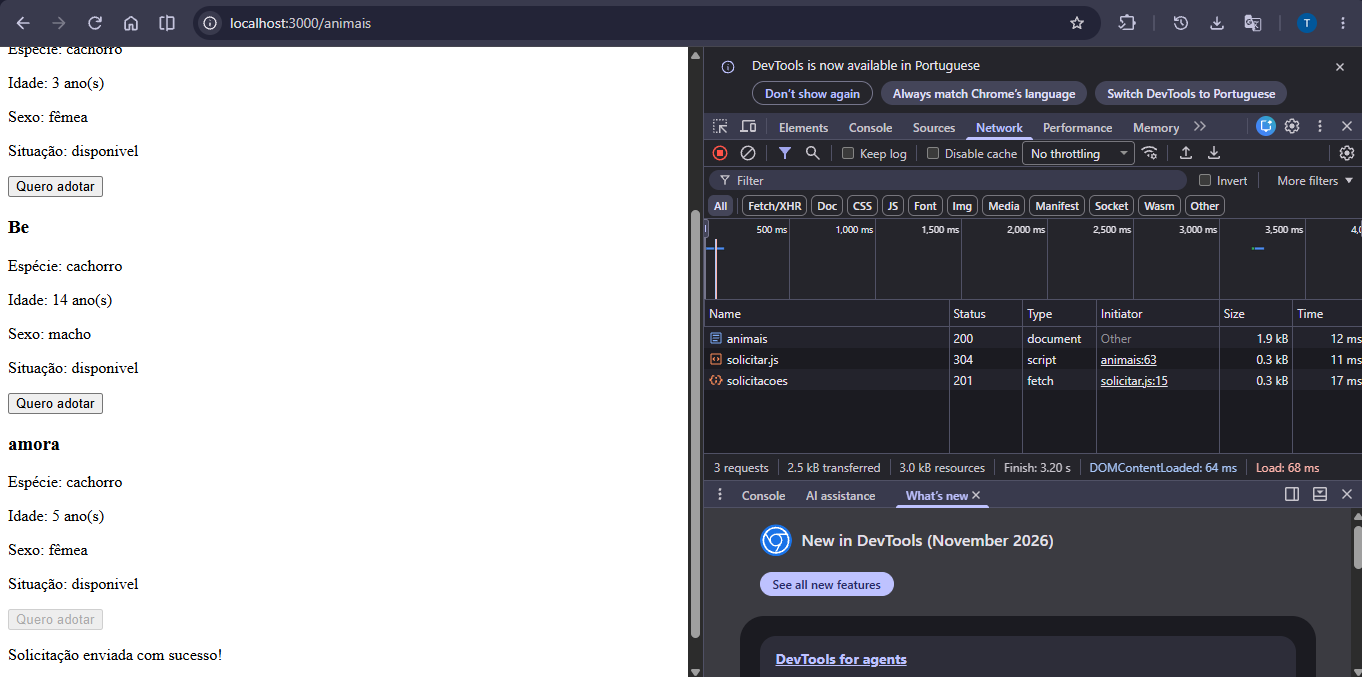 localhost:3000/animais
T
Espécie: cachorro
Idade: 3 ano(s)
Sexo: fêmea
Situação: disponivel
Quero adotar
Be
Espécie: cachorro
Idade: 14 ano(s)
Sexo: macho
Situação: disponivel
Quero adotar
amora
Espécie: cachorro
Idade: 5 ano(s)
Sexo: fêmea
Situação: disponivel
Quero adotar
Solicitação enviada com sucesso!
DevTools is now available in Portuguese
Don't show again Always match Chrome's language Switch DevTools to Portuguese
Elements Console Sources Network Performance Memory
Keep log Disable cache No throttling
Filter Invert More filters
All Fetch/XHR Doc CSS JS Font Img Media Manifest Socket Wasm Other
500 ms 1,000 ms 1,500 ms 2,000 ms 2,500 ms 3,000 ms 3,500 ms 4,0
Name Status Type Initiator Size Time
animais 200 document Other 1.9 kB 12 ms
solicitar.js 304 script animais:63 0.3 kB 11 ms
solicitacoes 201 fetch solicitar.js:15 0.3 kB 17 ms
3 requests 2.5 kB transferred 3.0 kB resources Finish: 3.20 s DOMContentLoaded: 64 ms Load: 68 ms
Console AI assistance What's new
New in DevTools (November 2026)
See all new features
DevTools for agents